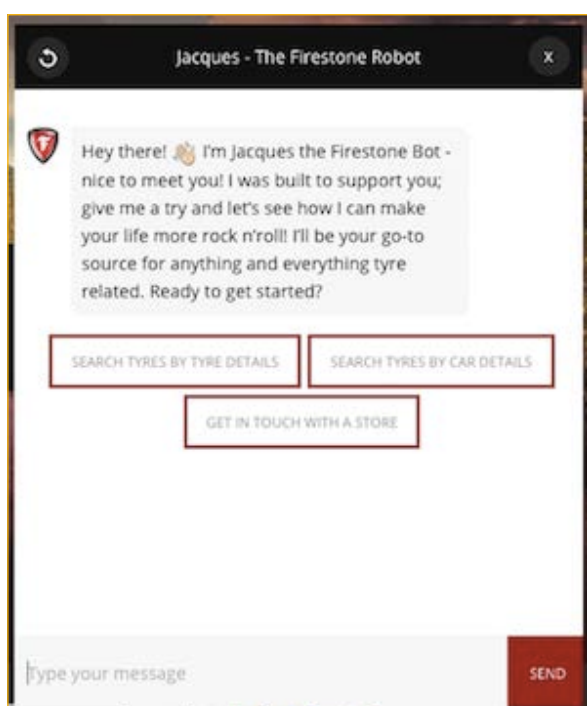 Jacques - The Firestone Robot
x
Hey there! 👋🏼 I'm Jacques the Firestone Bot -
nice to meet you! I was built to support you;
give me a try and let's see how I can make
your life more rock n'roll! I'll be your go-to
source for anything and everything tyre
related. Ready to get started?
SEARCH TYRES BY TYRE DETAILS
SEARCH TYRES BY CAR DETAILS
GET IN TOUCH WITH A STORE
Type your message
SEND